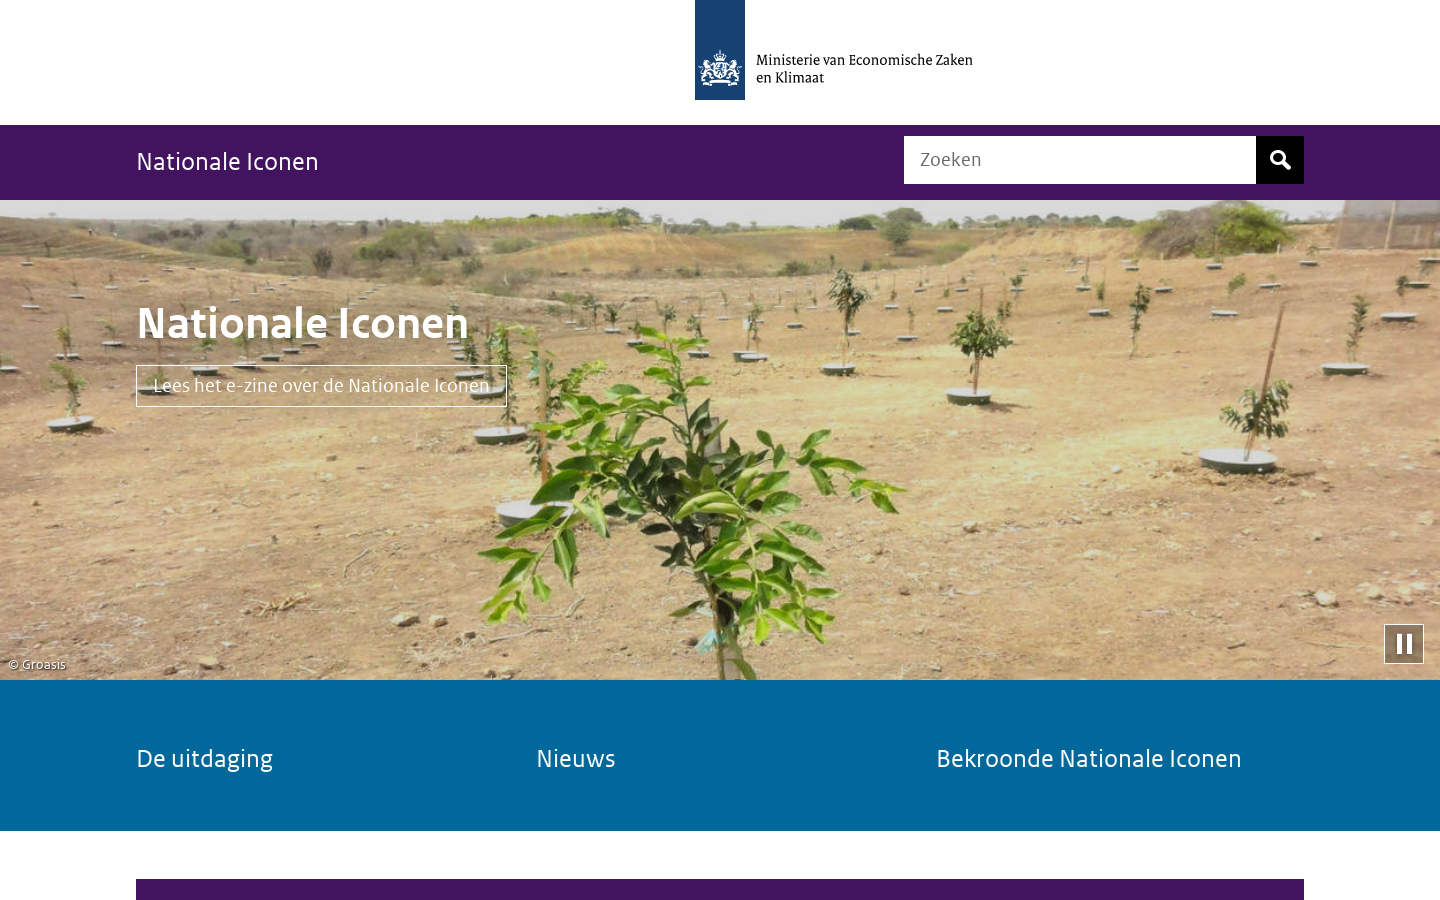 Ministerie van Economische Zaken
en Klimaat
Nationale Iconen
Zoeken
Nationale Iconen
Lees het e-zine over de Nationale Iconen
© Groasis
De uitdaging
Nieuws
Bekroonde Nationale Iconen